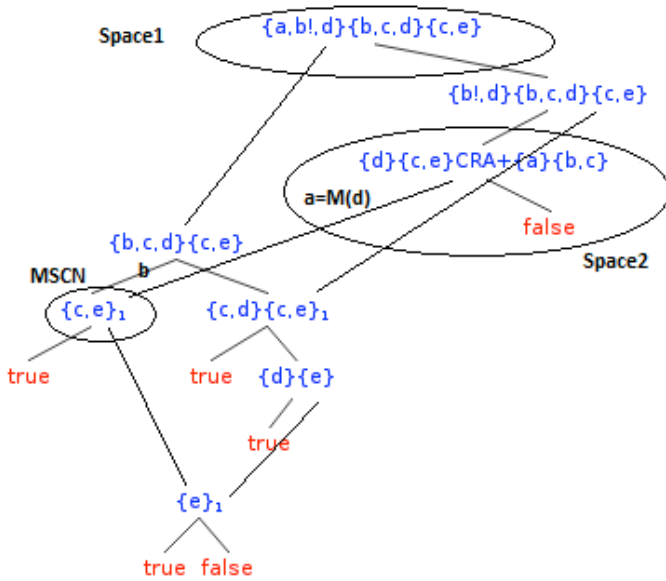 Space1
{a,b!,d}{b,c,d}{c,e}
{b!,d}{b,c,d}{c,e}
{d}{c,e}CRA+{a}{b,c}
a=M(d)
false
Space2
{b,c,d}{c,e}
MSCN
b
{c,e}₁
{c,d}{c,e}₁
true
true
{d}{e}
true
{e}₁
true false